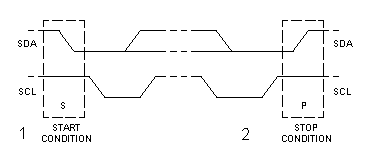 SDA
SDA
SCL
S
P
SCL
1
START
CONDITION
2
STOP
CONDITION